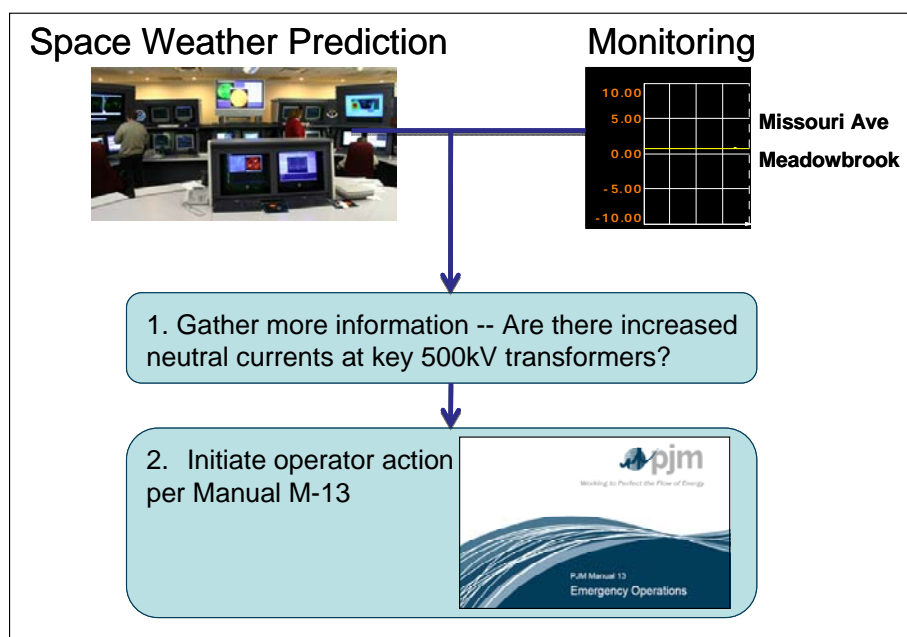 Space Weather Prediction
Monitoring
10.00
5.00
0.00
-5.00
-10.00
Missouri Ave
Meadowbrook
1. Gather more information -- Are there increased
neutral currents at key 500kV transformers?
2. Initiate operator action
per Manual M-13
pjm
Working to Perfect the Flow of Energy
PJM Manual 13
Emergency Operations